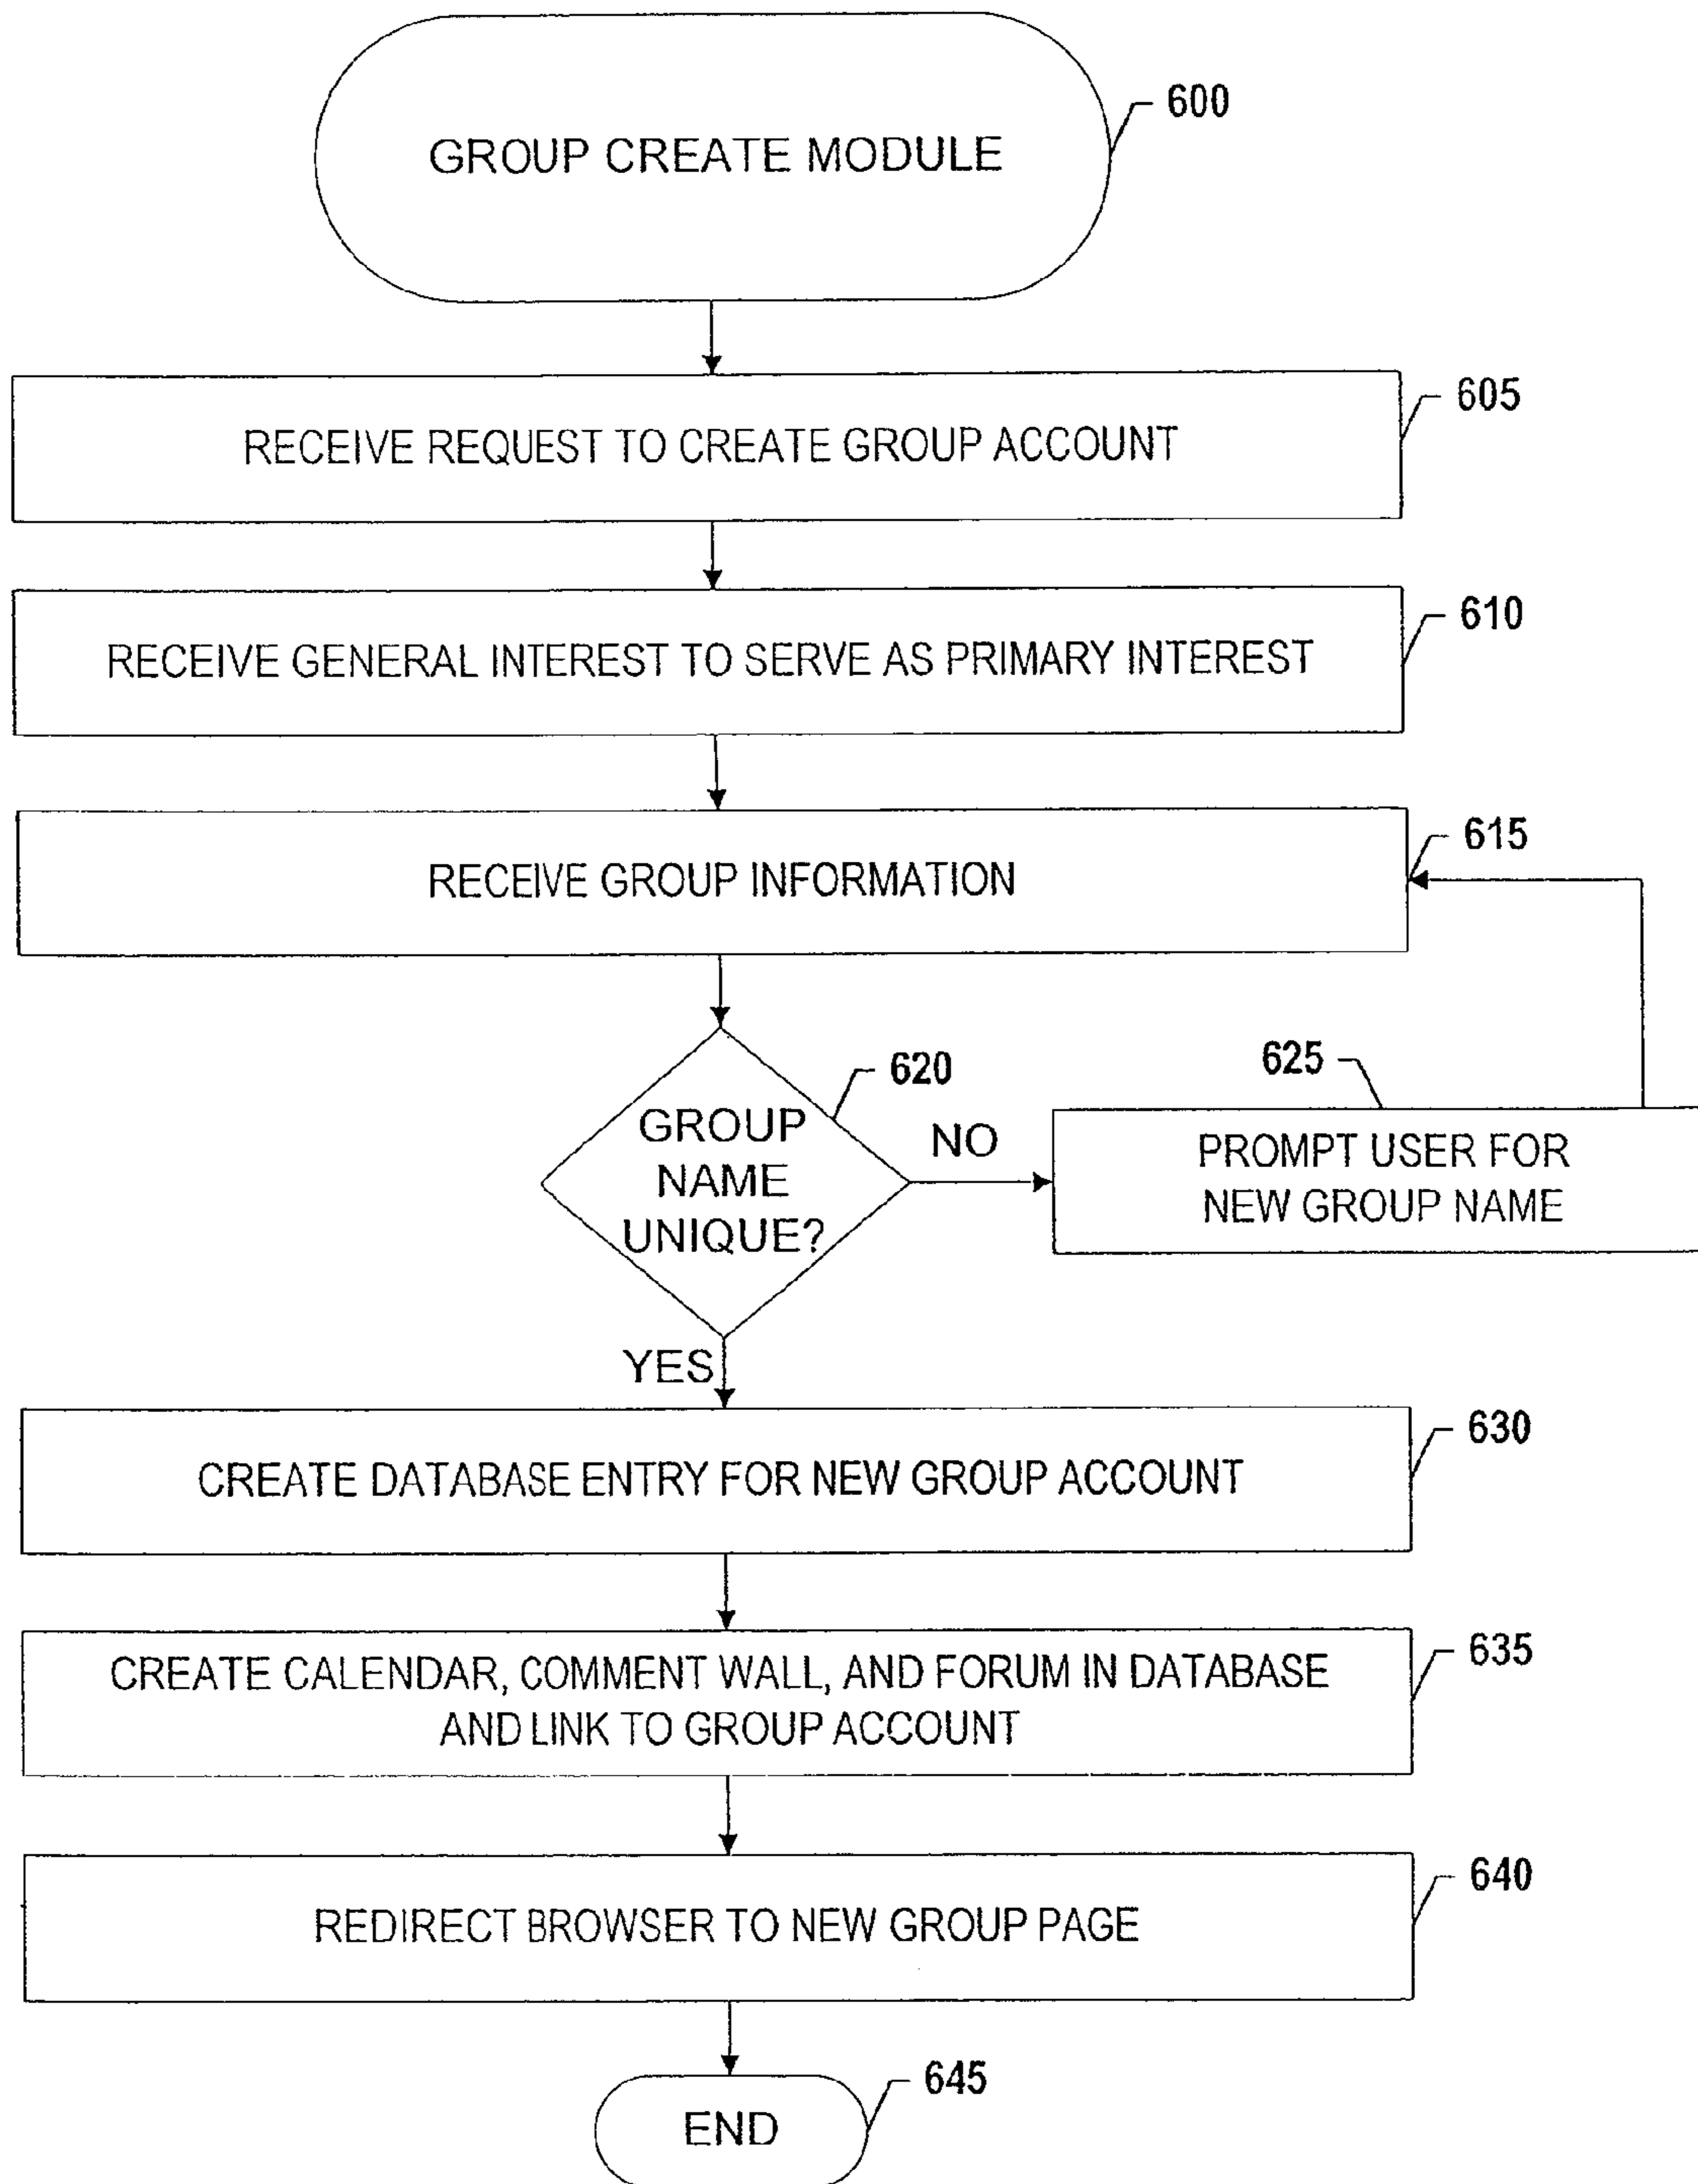 GROUP CREATE MODULE
600
RECEIVE REQUEST TO CREATE GROUP ACCOUNT
605
RECEIVE GENERAL INTEREST TO SERVE AS PRIMARY INTEREST
610
RECEIVE GROUP INFORMATION
615
GROUP
NAME
UNIQUE?
620
NO
625
PROMPT USER FOR
NEW GROUP NAME
YES
CREATE DATABASE ENTRY FOR NEW GROUP ACCOUNT
630
CREATE CALENDAR, COMMENT WALL, AND FORUM IN DATABASE
AND LINK TO GROUP ACCOUNT
635
REDIRECT BROWSER TO NEW GROUP PAGE
640
END
645